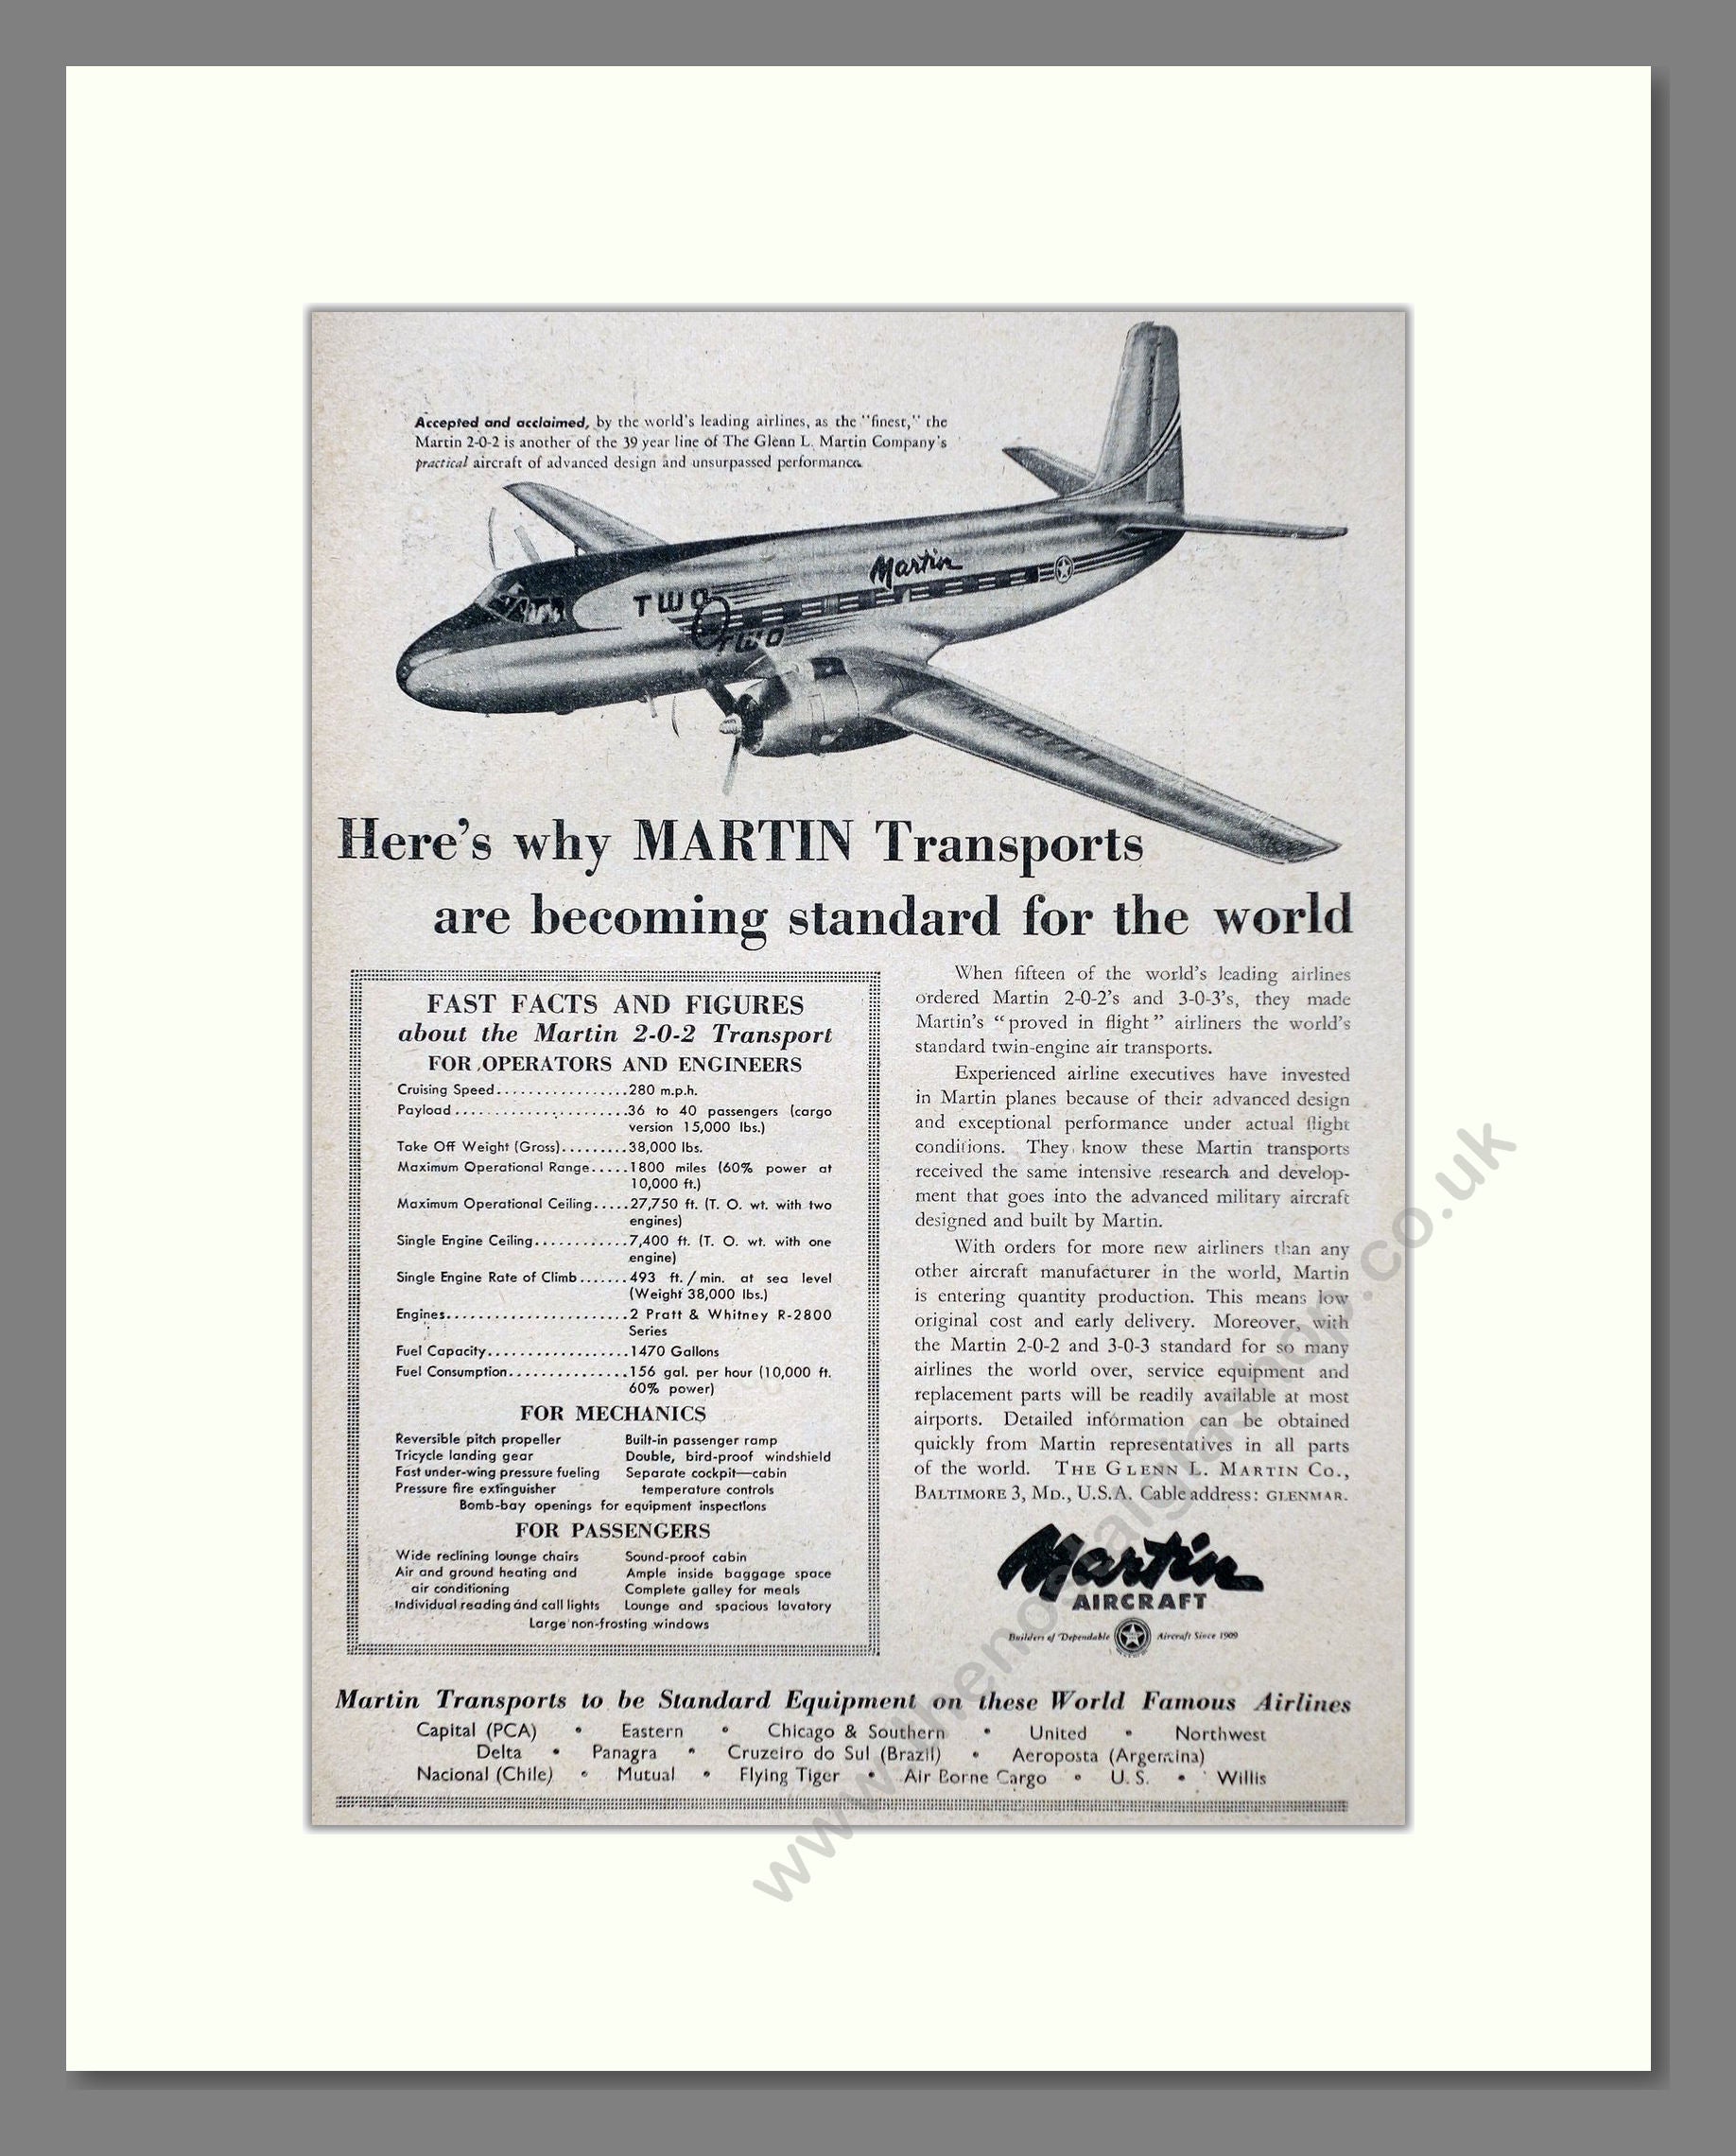 Accepted and acclaimed, by the world's leading airlines, as the "finest," the
Martin 2-0-2 is another of the 39 year line of The Glenn L. Martin Company's
practical aircraft of advanced design and unsurpassed performance.
Martin
TWO
O
TWO
MARTIN
Here's why MARTIN Transports
are becoming standard for the world
FAST FACTS AND FIGURES
about the Martin 2-0-2 Transport
FOR OPERATORS AND ENGINEERS
Cruising Speed.................280 m.p.h.
Payload......................36 to 40 passengers (cargo
version 15,000 lbs.)
Take Off Weight (Gross).........38,000 lbs.
Maximum Operational Range.....1800 miles (60% power at
10,000 ft.)
Maximum Operational Ceiling.....27,750 ft. (T. O. wt. with two
engines)
Single Engine Ceiling............7,400 ft. (T. O. wt. with one
engine)
Single Engine Rate of Climb.......493 ft./min. at sea level
(Weight 38,000 lbs.)
Engines.......................2 Pratt & Whitney R-2800
Series
Fuel Capacity..................1470 Gallons
Fuel Consumption...............156 gal. per hour (10,000 ft.
60% power)
FOR MECHANICS
Reversible pitch propeller Built-in passenger ramp
Tricycle landing gear Double, bird-proof windshield
Fast under-wing pressure fueling Separate cockpit—cabin
Pressure fire extinguisher temperature controls
Bomb-bay openings for equipment inspections
FOR PASSENGERS
Wide reclining lounge chairs Sound-proof cabin
Air and ground heating and Ample inside baggage space
air conditioning Complete galley for meals
Individual reading and call lights Lounge and spacious lavatory
Large non-frosting windows
When fifteen of the world's leading airlines
ordered Martin 2-0-2's and 3-0-3's, they made
Martin's "proved in flight" airliners the world's
standard twin-engine air transports.
Experienced airline executives have invested
in Martin planes because of their advanced design
and exceptional performance under actual flight
conditions. They know these Martin transports
received the same intensive research and develop-
ment that goes into the advanced military aircraft
designed and built by Martin.
With orders for more new airliners than any
other aircraft manufacturer in the world, Martin
is entering quantity production. This means low
original cost and early delivery. Moreover, with
the Martin 2-0-2 and 3-0-3 standard for so many
airlines the world over, service equipment and
replacement parts will be readily available at most
airports. Detailed information can be obtained
quickly from Martin representatives in all parts
of the world. THE GLENN L. MARTIN CO.,
BALTIMORE 3, MD., U.S.A. Cable address: GLENMAR.
Martin
AIRCRAFT
Builders of Dependable Aircraft Since 1909
Martin Transports to be Standard Equipment on these World Famous Airlines
Capital (PCA) • Eastern • Chicago & Southern • United • Northwest
Delta • Panagra • Cruzeiro do Sul (Brazil) • Aeroposta (Argentina)
Nacional (Chile) • Mutual • Flying Tiger • Air Borne Cargo • U. S. • Willis
www.thenostalgiashop.co.uk